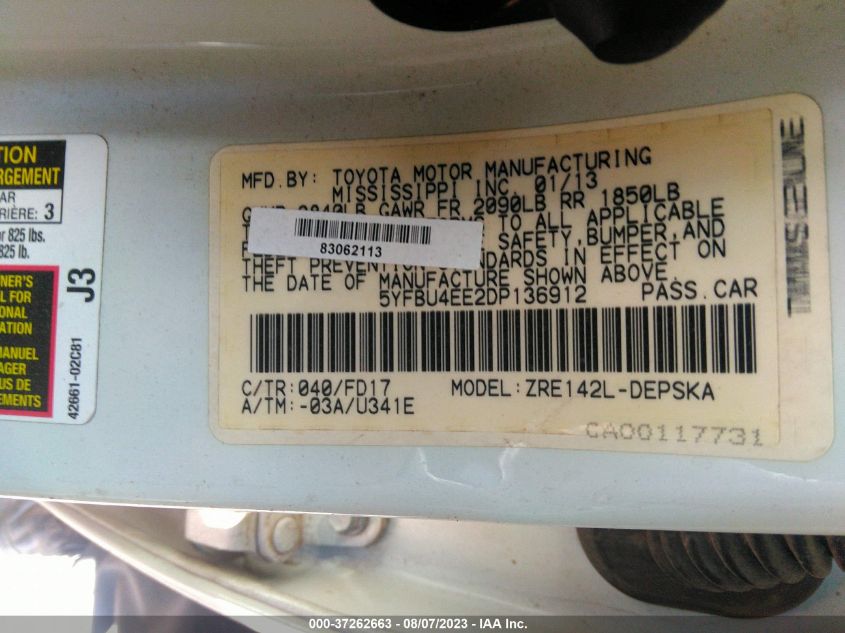 TION
RGEMENT
AR
RIÈRE: 3
or 825 lbs.
825 lb.
NER'S
L FOR
ONAL
ATION
MANUEL
AGER
US DE
EMENTS
J3
42661-02C81
MFD.BY: TOYOTA MOTOR MANUFACTURING
MISSISSIPPI INC. 01/13
GAWR FR 2090LB RR 1850LB
TO ALL APPLICABLE
SAFETY,BUMPER,AND
THEFT PREVENTION STANDARDS IN EFFECT ON
THE DATE OF MANUFACTURE SHOWN ABOVE.
83062113
5YFBU4EE2DP136912 PASS.CAR
C/TR:040/FD17 MODEL:ZRE142L-DEPSKA
A/TM:-03A/U341E
CA00117731
000-37262663 - 08/07/2023 - IAA Inc.